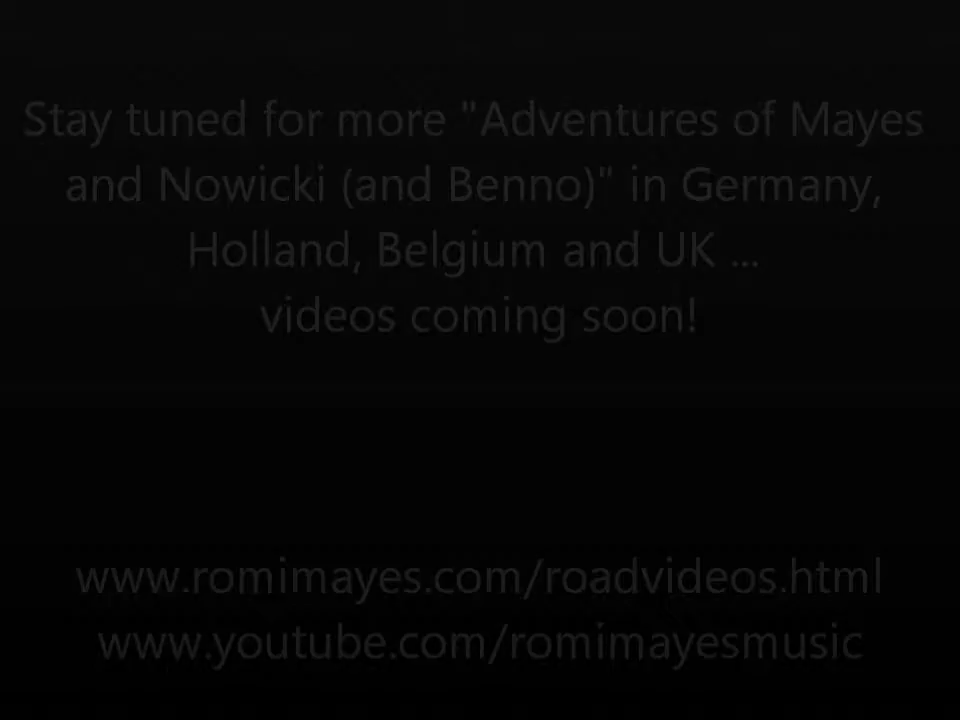 Stay tuned for more "Adventures of Mayes
and Nowicki (and Benno)" in Germany,
Holland, Belgium and UK ...
videos coming soon!
www.romimayes.com/roadvideos.html
www.youtube.com/romimayesmusic